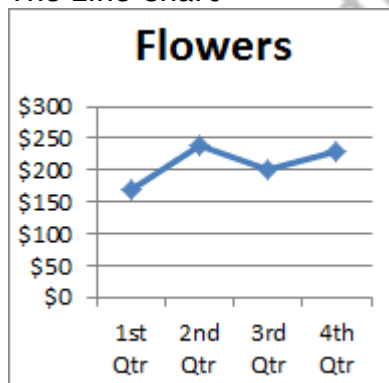 The Line Chart
Flowers
$300
$250
$200
$150
$100
$50
$0
1st 2nd 3rd 4th
Qtr Qtr Qtr Qtr